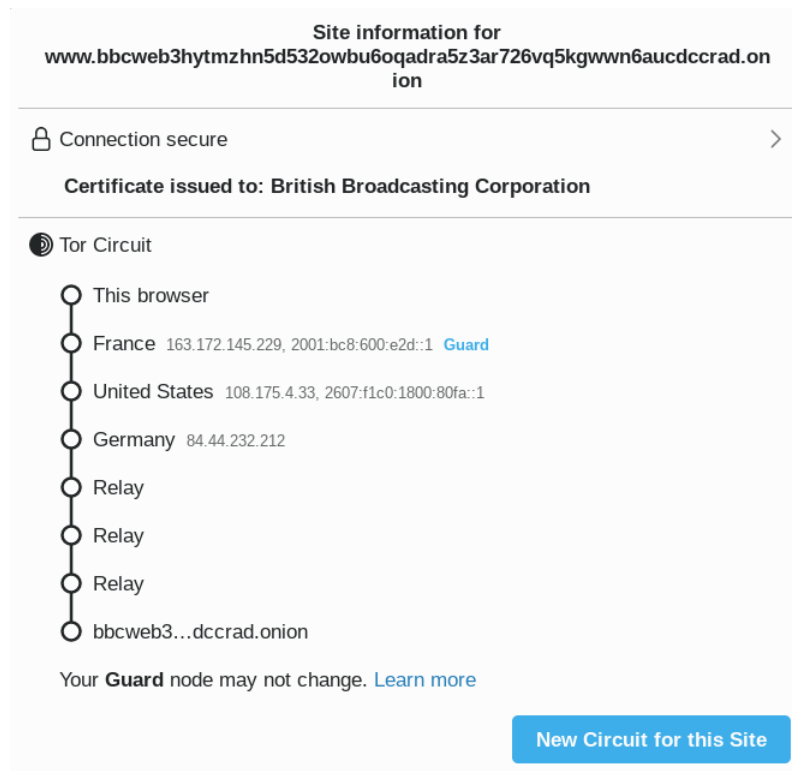 Site information for
www.bbcweb3hytmzhn5d532owbu6oqadra5z3ar726vq5kgwwn6aucdccrad.on
ion
Connection secure
Certificate issued to: British Broadcasting Corporation
Tor Circuit
This browser
France 163.172.145.229, 2001:bc8:600:e2d::1 Guard
United States 108.175.4.33, 2607:f1c0:1800:80fa::1
Germany 84.44.232.212
Relay
Relay
Relay
bbcweb3…dccrad.onion
Your Guard node may not change. Learn more
New Circuit for this Site